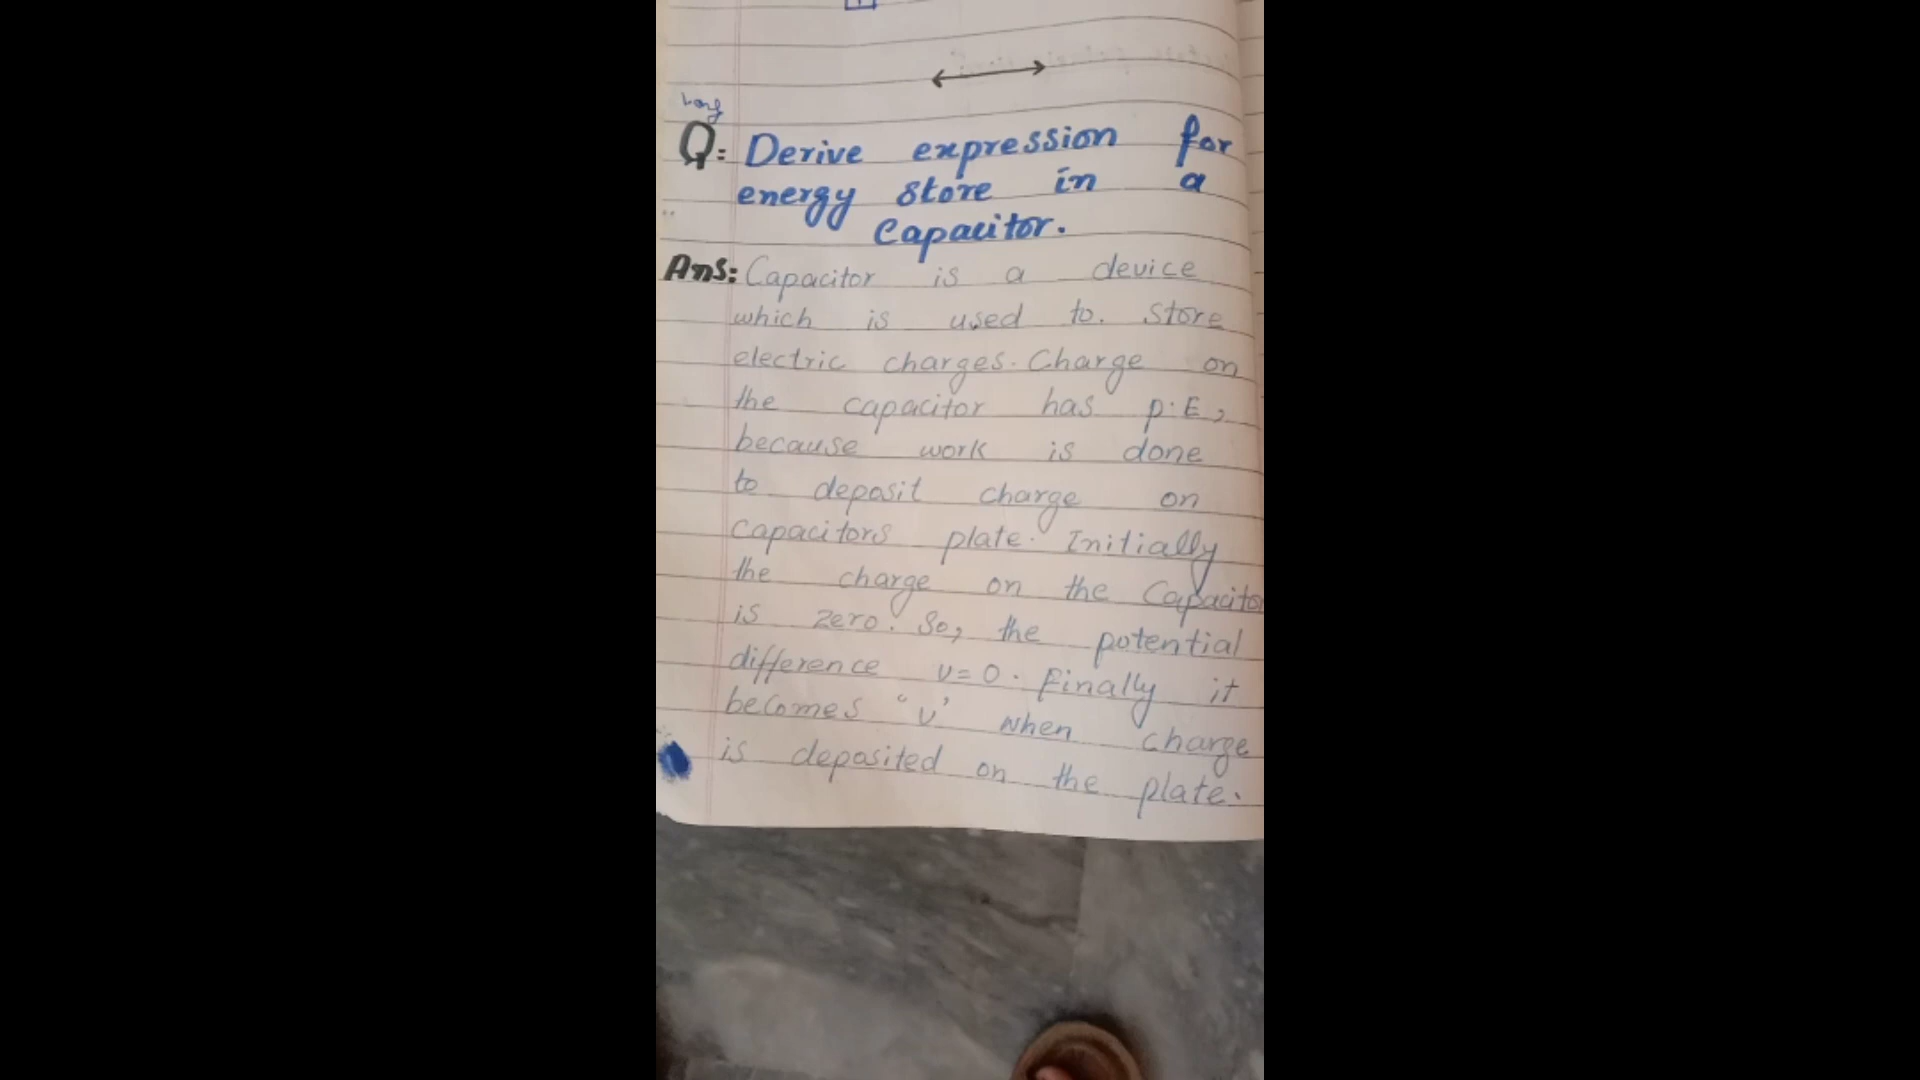 Long
Q: Derive expression for
energy store in a
Capacitor.
Ans: Capacitor is a device
which is used to. store
electric charges. Charge on
the capacitor has P.E,
because work is done
to deposit charge on
capacitors plate. Initially
the charge on the Capacitor
is zero. So, the potential
difference v=0. Finally it
becomes 'v' when charge
is deposited on the plate.